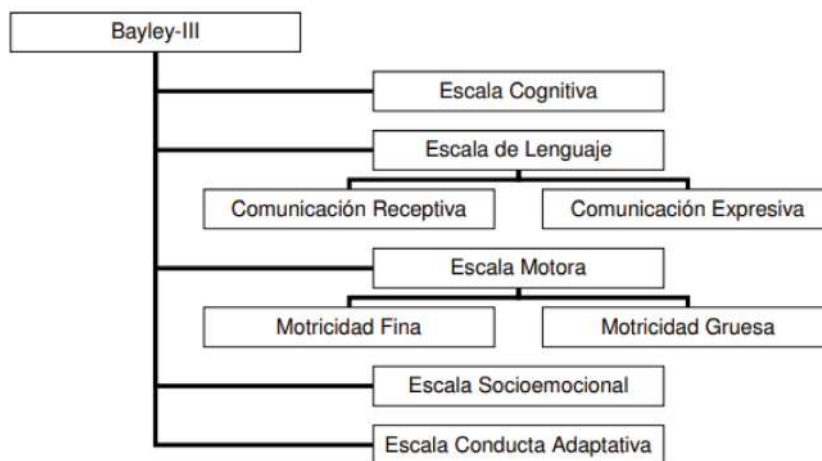 Bayley-III
Escala Cognitiva
Escala de Lenguaje
Comunicación Receptiva
Comunicación Expresiva
Escala Motora
Motricidad Fina
Motricidad Gruesa
Escala Socioemocional
Escala Conducta Adaptativa